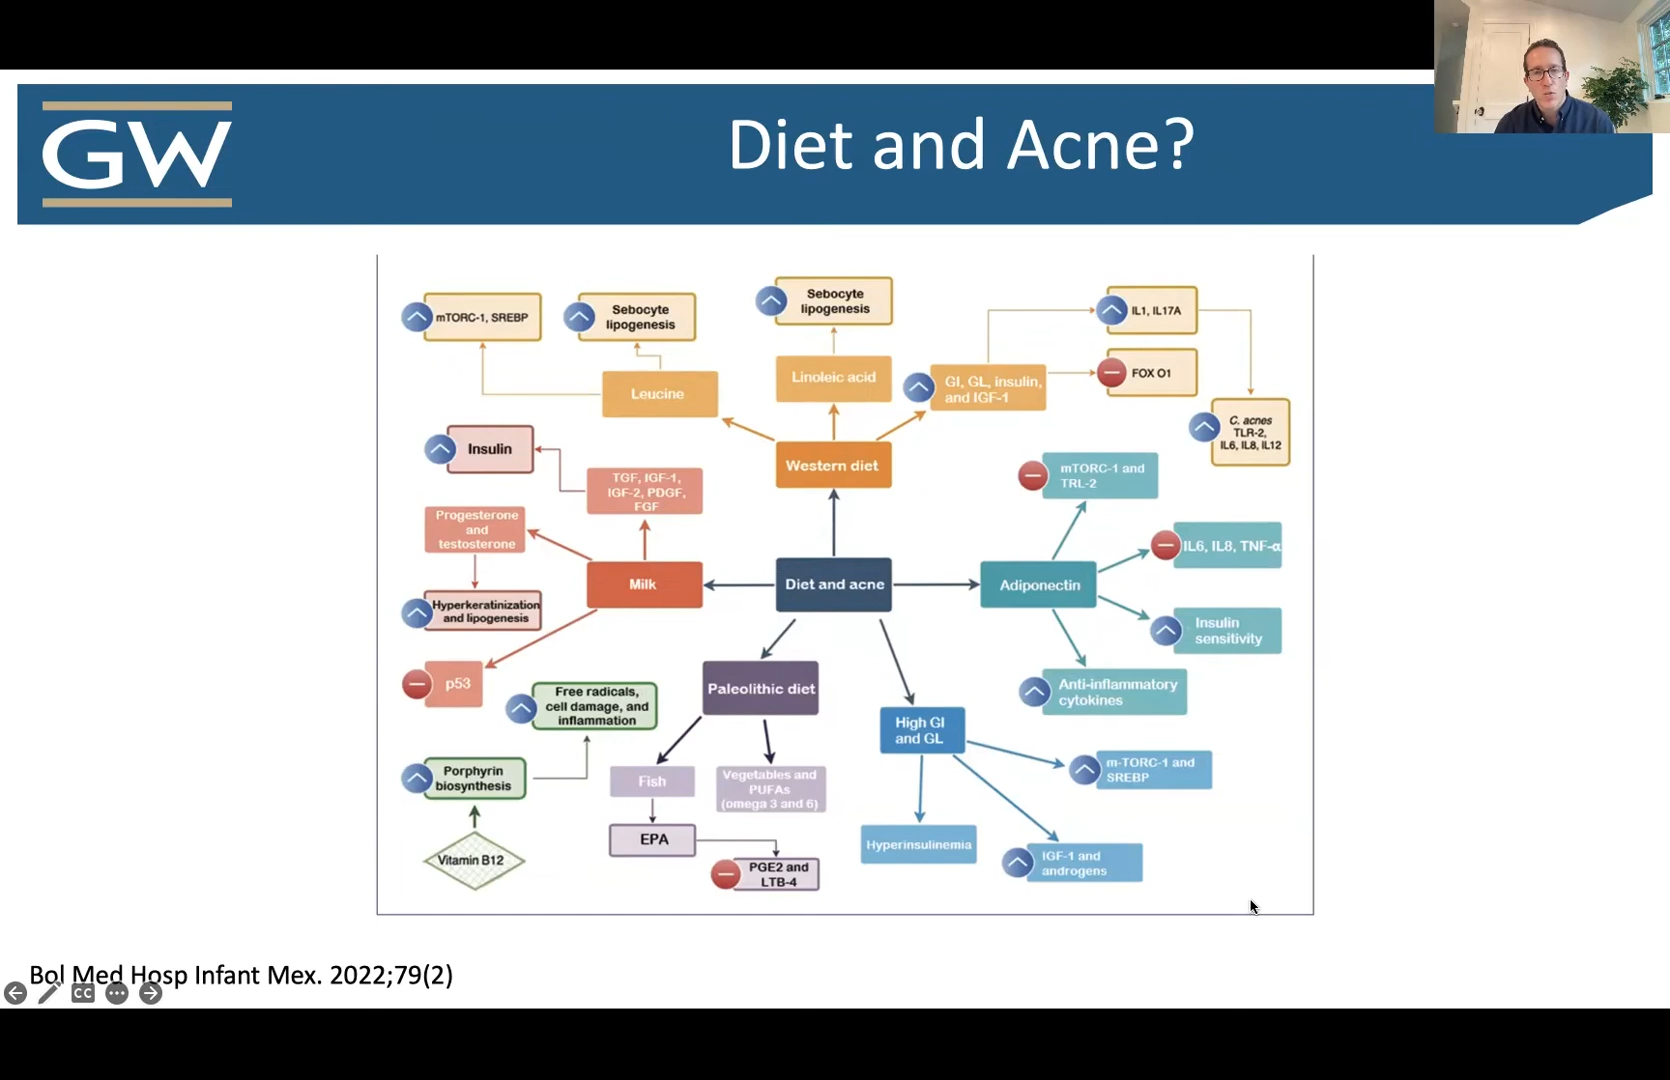 GW
Diet and Acne?
mTORC-1, SREBP
Sebocyte
lipogenesis
Sebocyte
lipogenesis
IL1, IL17A
Linoleic acid
GI, GL, insulin,
and IGF-1
FOX O1
Leucine
C. acnes
TLR-2,
IL6, IL8, IL12
Insulin
Western diet
TGF, IGF-1,
IGF-2, PDGF,
FGF
mTORC-1 and
TRL-2
Progesterone
and
testosterone
IL6, IL8, TNF-α
Milk
Diet and acne
Adiponectin
Hyperkeratinization
and lipogenesis
Insulin
sensitivity
p53
Free radicals,
cell damage, and
inflammation
Paleolithic diet
Anti-inflammatory
cytokines
High GI
and GL
Porphyrin
biosynthesis
Fish
Vegetables and
PUFAs
(omega 3 and 6)
m-TORC-1 and
SREBP
Vitamin B12
EPA
PGE2 and
LTB-4
Hyperinsulinemia
IGF-1 and
androgens
Bol Med Hosp Infant Mex. 2022;79(2)
CC